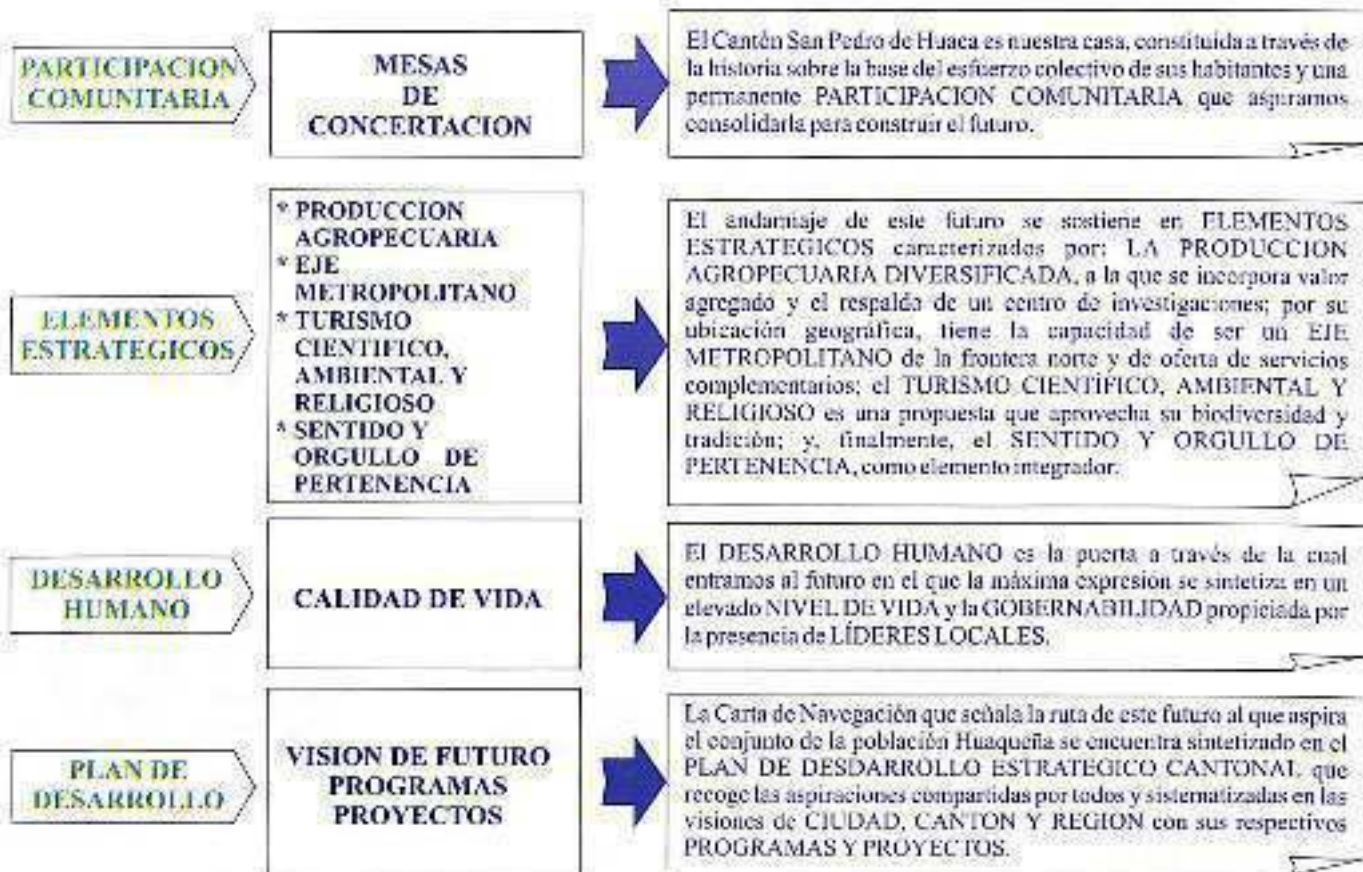 PARTICIPACION
COMUNITARIA
MESAS
DE
CONCERTACION
El Cantón San Pedro de Huaca es nuestra casa, constituida a través de
la historia sobre la base del esfuerzo colectivo de sus habitantes y una
permanente PARTICIPACION COMUNITARIA que aspiramos
consolidarla para construir el futuro.
ELEMENTOS
ESTRATEGICOS
* PRODUCCION
AGROPECUARIA
* EJE
METROPOLITANO
* TURISMO
CIENTIFICO,
AMBIENTAL Y
RELIGIOSO
* SENTIDO Y
ORGULLO DE
PERTENENCIA
El andamiaje de este futuro se sostiene en ELEMENTOS
ESTRATEGICOS caracterizados por: LA PRODUCCION
AGROPECUARIA DIVERSIFICADA, a la que se incorpora valor
agregado y el respaldo de un centro de investigaciones; por su
ubicación geográfica, tiene la capacidad de ser un EJE
METROPOLITANO de la frontera norte y de oferta de servicios
complementarios; el TURISMO CIENTÍFICO, AMBIENTAL Y
RELIGIOSO es una propuesta que aprovecha su biodiversidad y
tradición; y, finalmente, el SENTIDO Y ORGULLO DE
PERTENENCIA, como elemento integrador.
DESARROLLO
HUMANO
CALIDAD DE VIDA
El DESARROLLO HUMANO es la puerta a través de la cual
entramos al futuro en el que la máxima expresión se sintetiza en un
elevado NIVEL DE VIDA y la GOBERNABILIDAD propiciada por
la presencia de LÍDERES LOCALES.
PLAN DE
DESARROLLO
VISION DE FUTURO
PROGRAMAS
PROYECTOS
La Carta de Navegación que señala la ruta de este futuro al que aspira
el conjunto de la población Huaqueña se encuentra sintetizado en el
PLAN DE DESDARROLLO ESTRATEGICO CANTONAL que
recoge las aspiraciones compartidas por todos y sistematizadas en las
visiones de CIUDAD, CANTON Y REGION con sus respectivos
PROGRAMAS Y PROYECTOS.